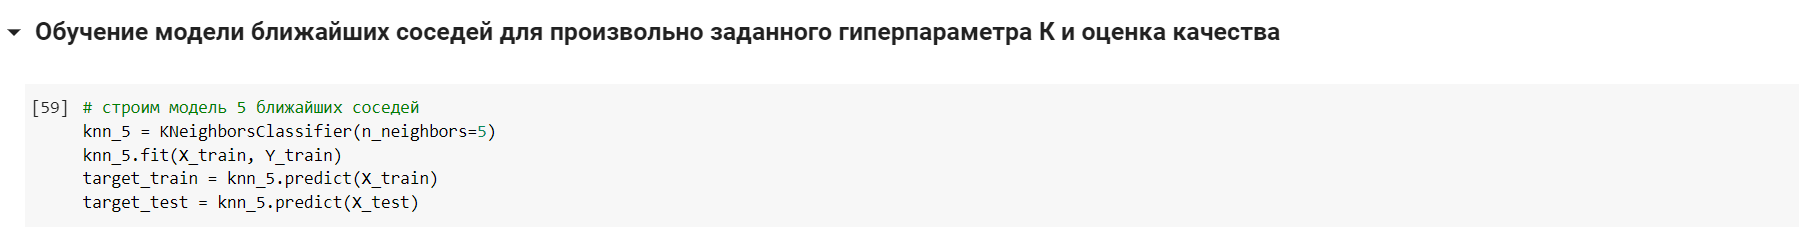 Обучение модели ближайших соседей для произвольно заданного гиперпараметра К и оценка качества
[59] # строим модель 5 ближайших соседей
knn_5 = KNeighborsClassifier(n_neighbors=5)
knn_5.fit(X_train, Y_train)
target_train = knn_5.predict(X_train)
target_test = knn_5.predict(X_test)